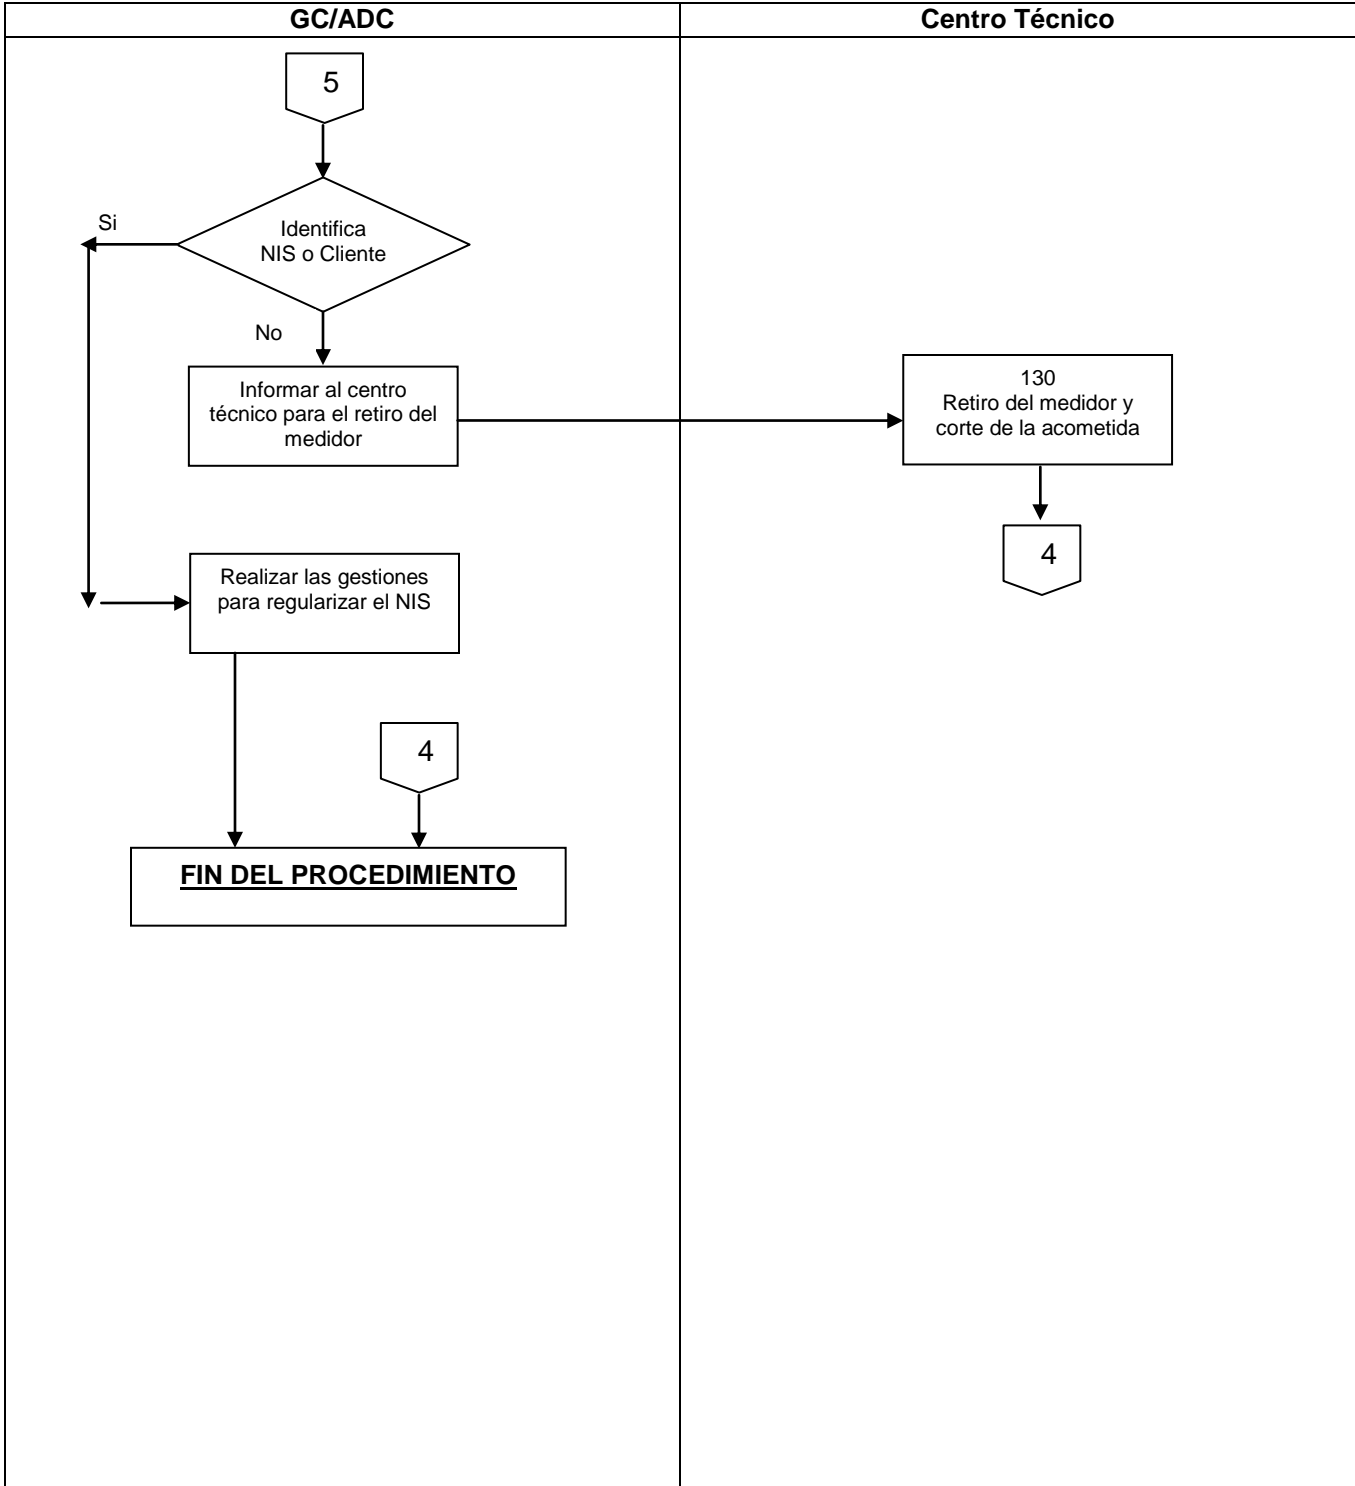 GC/ADC
Centro Técnico
5
Si
Identifica
NIS o Cliente
No
Informar al centro
técnico para el retiro del
medidor
130
Retiro del medidor y
corte de la acometida
4
Realizar las gestiones
para regularizar el NIS
4
FIN DEL PROCEDIMIENTO